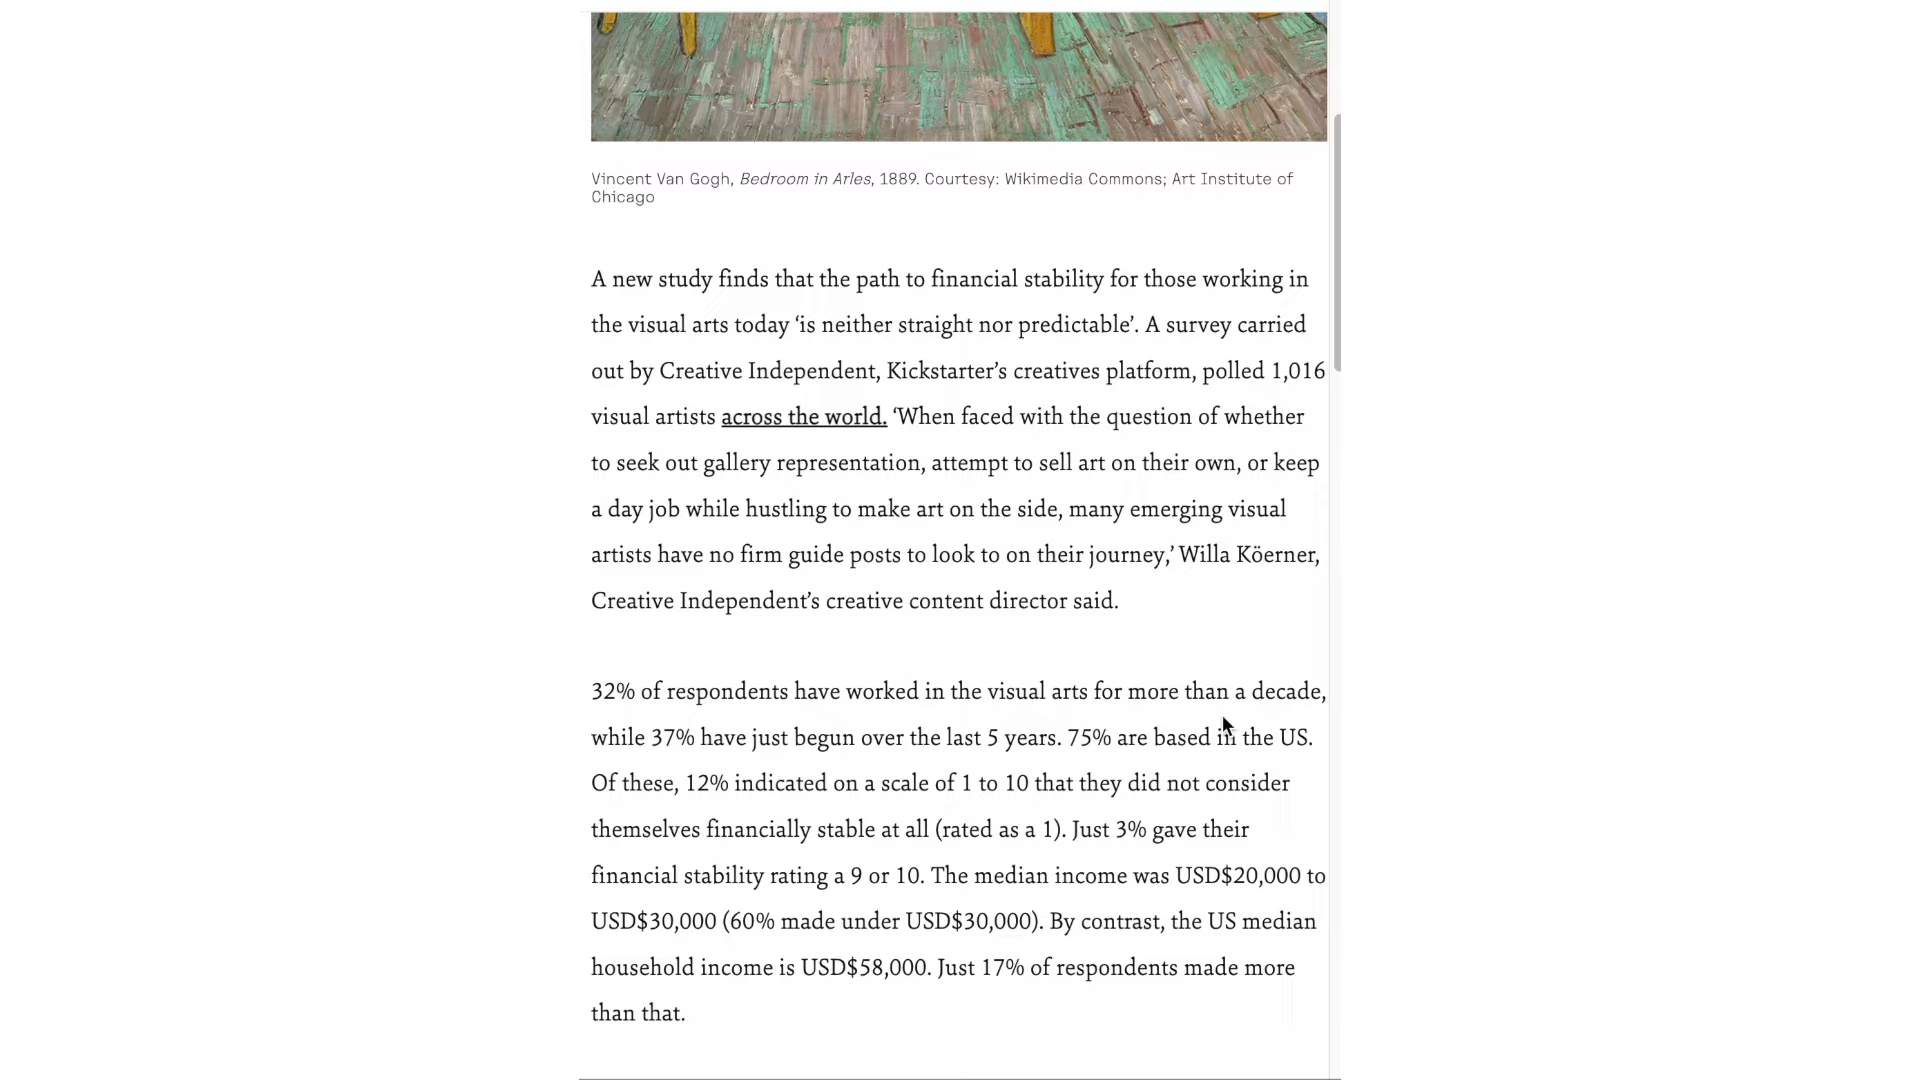 Vincent Van Gogh, Bedroom in Arles, 1889. Courtesy: Wikimedia Commons; Art Institute of
Chicago
A new study finds that the path to financial stability for those working in
the visual arts today ‘is neither straight nor predictable’. A survey carried
out by Creative Independent, Kickstarter’s creatives platform, polled 1,016
visual artists across the world. ‘When faced with the question of whether
to seek out gallery representation, attempt to sell art on their own, or keep
a day job while hustling to make art on the side, many emerging visual
artists have no firm guide posts to look to on their journey,’ Willa Köerner,
Creative Independent’s creative content director said.
32% of respondents have worked in the visual arts for more than a decade,
while 37% have just begun over the last 5 years. 75% are based in the US.
Of these, 12% indicated on a scale of 1 to 10 that they did not consider
themselves financially stable at all (rated as a 1). Just 3% gave their
financial stability rating a 9 or 10. The median income was USD$20,000 to
USD$30,000 (60% made under USD$30,000). By contrast, the US median
household income is USD$58,000. Just 17% of respondents made more
than that.